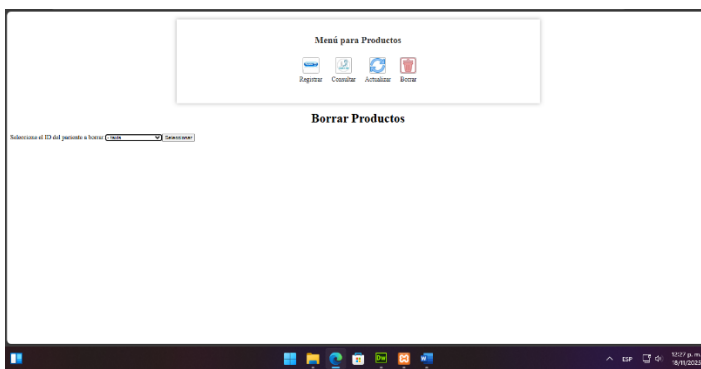 Menú para Productos
Registrar Consultar Actualizar Borrar
Borrar Productos
Seleccione el ID del paciente a borrar Seleccionar
ESP 12:27 p. m.
18/11/2023